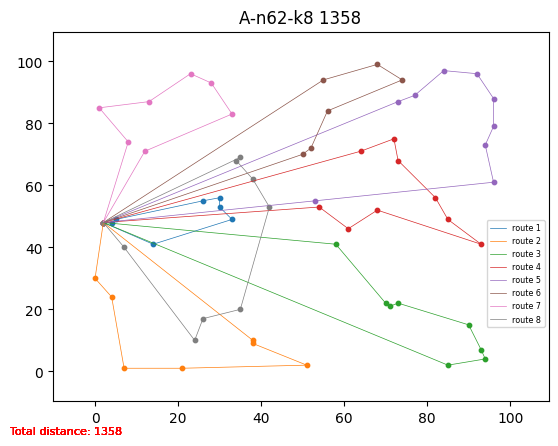 A-n62-k8 1358
100
80
60
40
20
0
0 20 40 60 80 100
route 1
route 2
route 3
route 4
route 5
route 6
route 7
route 8
Total distance: 1358